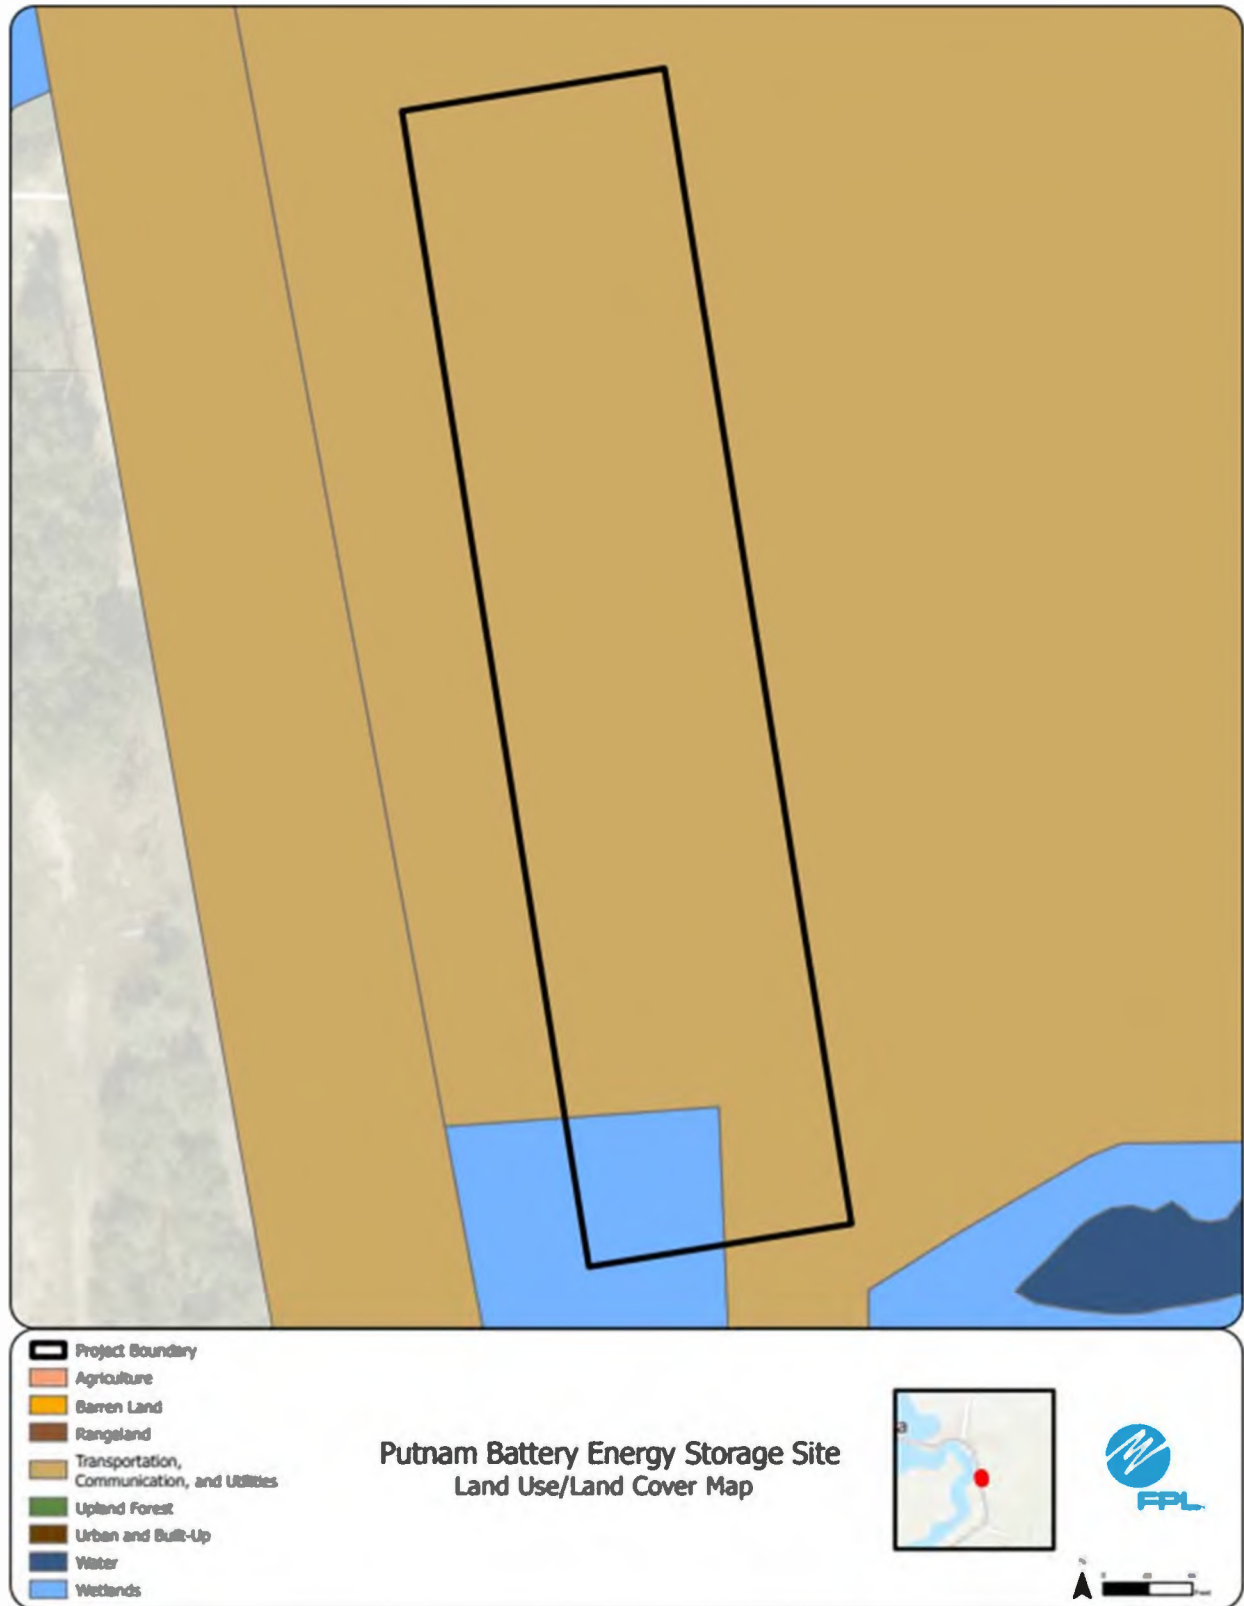 Project Boundary
Agriculture
Barren Land
Rangeland
Transportation,
Communication, and Utilities
Upland Forest
Urban and Built-Up
Water
Wetlands
Putnam Battery Energy Storage Site
Land Use/Land Cover Map
a
FPL